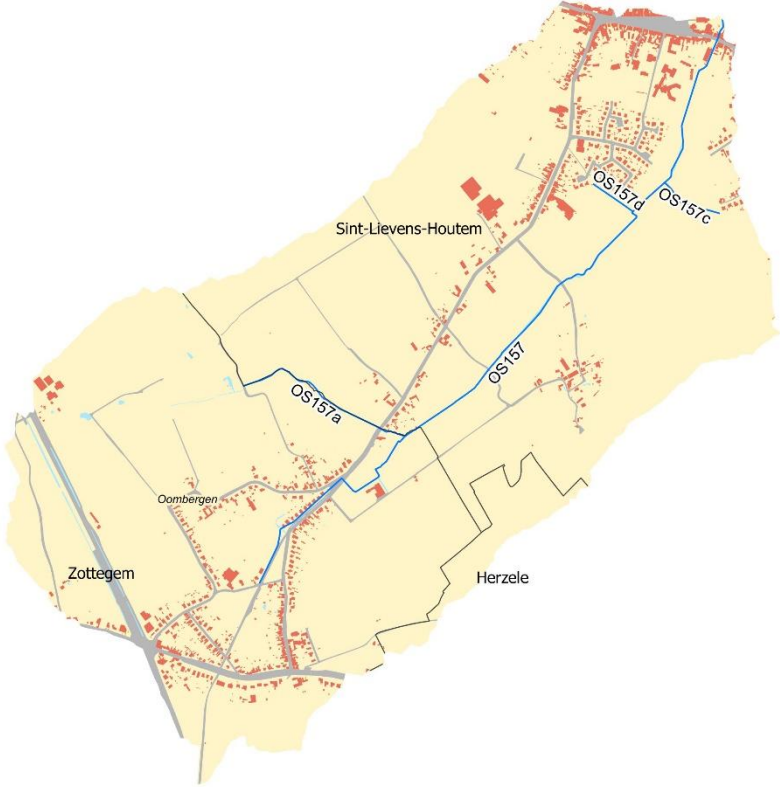 OS157d
OS157c
Sint-Lievens-Houtem
OS157
OS157a
Oombergen
Zottegem
Herzele